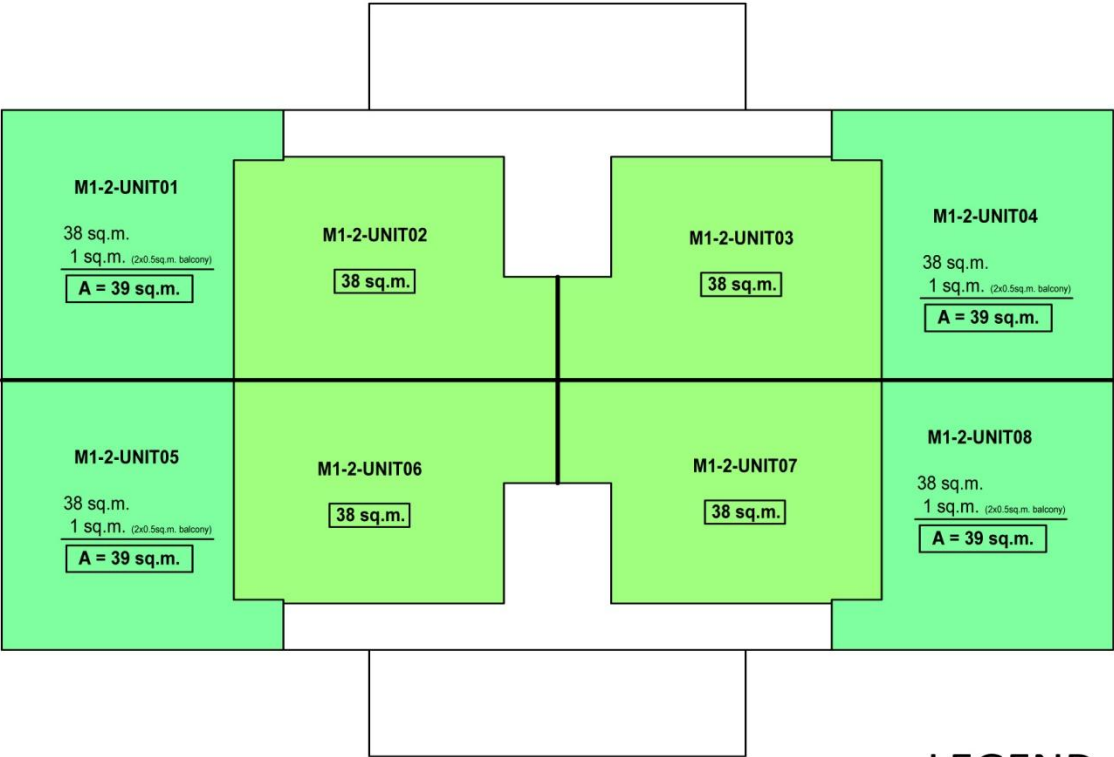 M1-2-UNIT01
38 sq.m.
1 sq.m. (2x0.5sq.m. balcony)
A = 39 sq.m.
M1-2-UNIT02
38 sq.m.
M1-2-UNIT03
38 sq.m.
M1-2-UNIT04
38 sq.m.
1 sq.m. (2x0.5sq.m. balcony)
A = 39 sq.m.
M1-2-UNIT05
38 sq.m.
1 sq.m. (2x0.5sq.m. balcony)
A = 39 sq.m.
M1-2-UNIT06
38 sq.m.
M1-2-UNIT07
38 sq.m.
M1-2-UNIT08
38 sq.m.
1 sq.m. (2x0.5sq.m. balcony)
A = 39 sq.m.
LEGEND